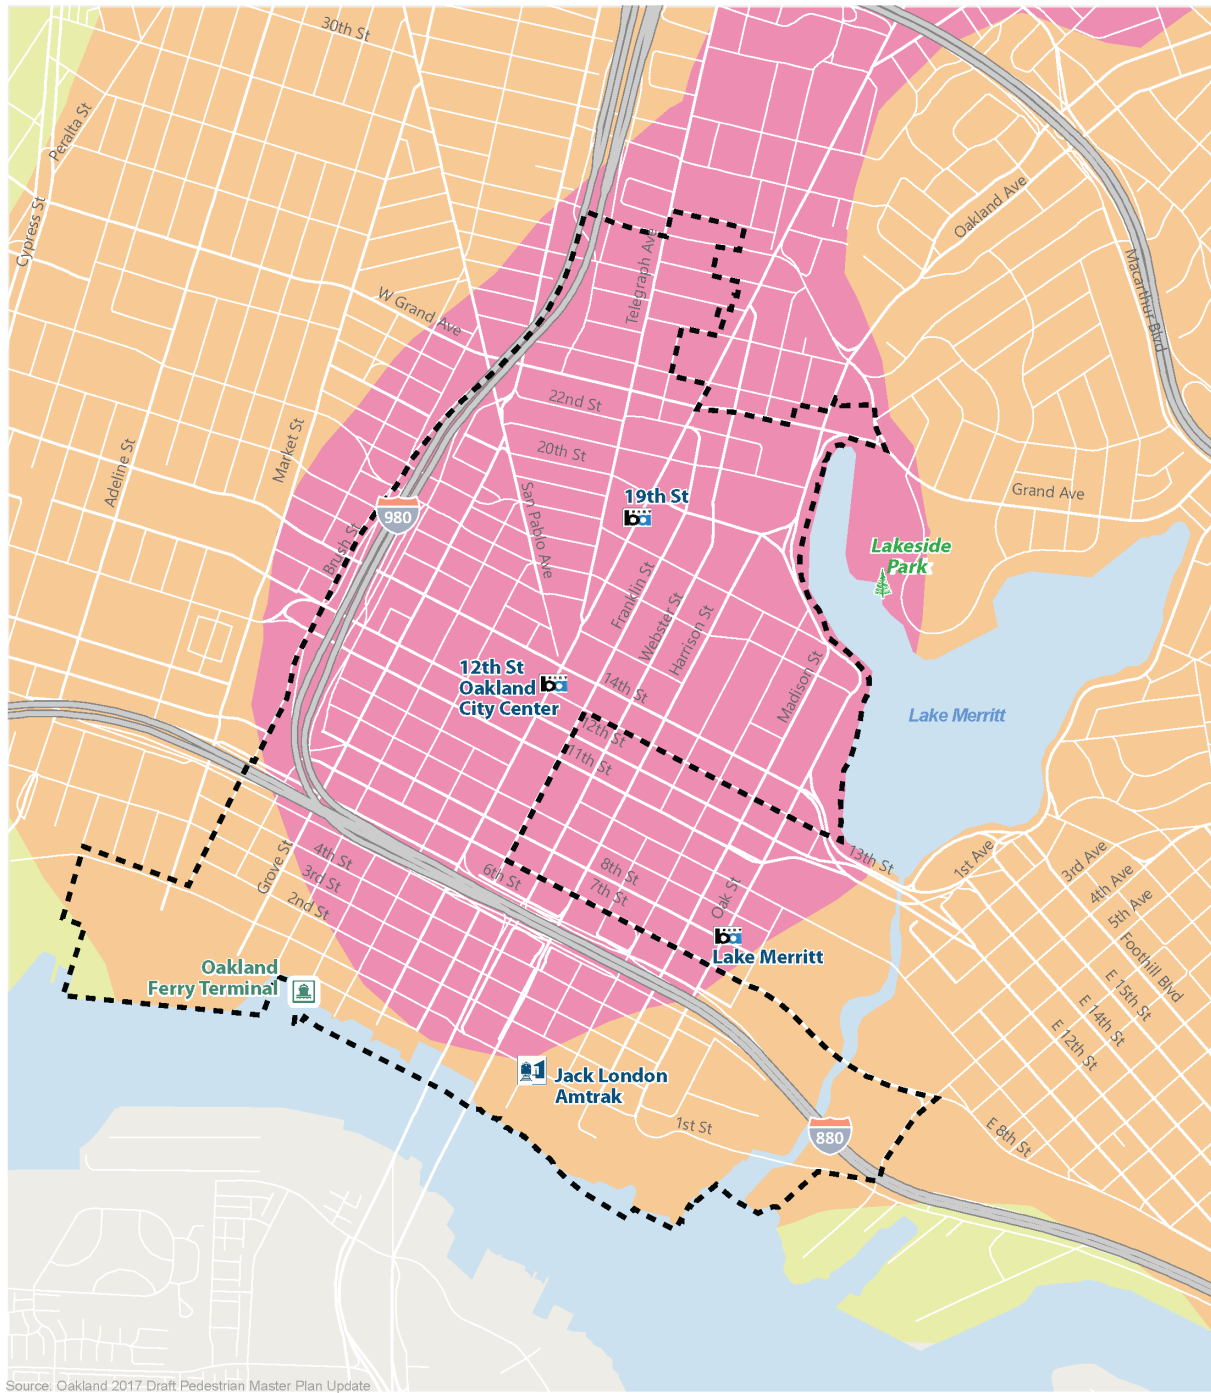 30th St
Peralta St
Cypress St
Oakland Ave
Macarthur Blvd
Telegraph Ave
W Grand Ave
22nd St
20th St
Market St
Adeline St
San Pablo Ave
19th St
Grand Ave
980
Brush St
Lakeside
Park
Franklin St
Webster St
Harrison St
Madison St
12th St
Oakland
City Center
14th St
12th St
11th St
Lake Merritt
4th St
3rd St
2nd St
Grove St
6th St
8th St
7th St
Oak St
13th St
1st Ave
3rd Ave
4th Ave
5th Ave
Foothill Blvd
E 15th St
E 14th St
E 12th St
Lake Merritt
Oakland
Ferry Terminal
Jack London
Amtrak
1st St
880
E 8th St
Source: Oakland 2017 Draft Pedestrian Master Plan Update